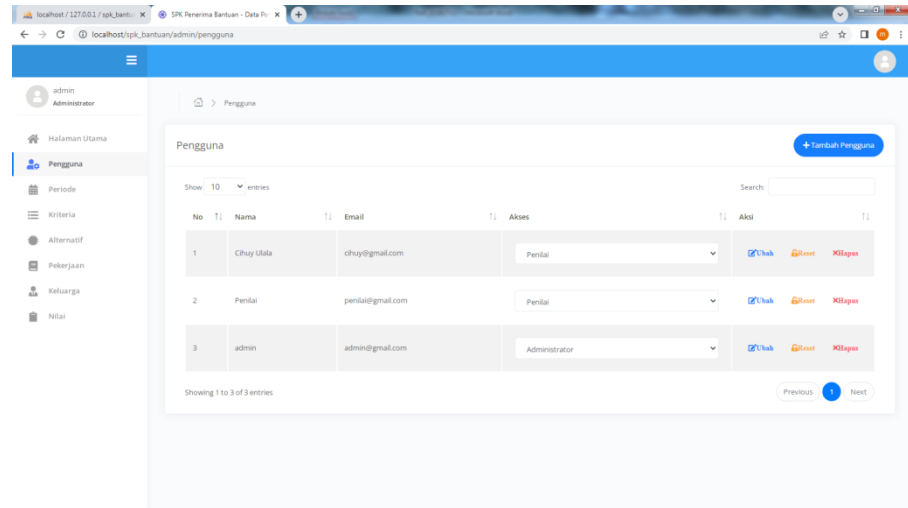 localhost / 127.0.0.1 / spk_bantu
SPK Penerima Bantuan - Data Pe
localhost/spk_bantuan/admin/pengguna
m
admin
Administrator
Pengguna
Halaman Utama
Pengguna
Periode
Kriteria
Alternatif
Pekerjaan
Keluarga
Nilai
Pengguna
+ Tambah Pengguna
Show 10 entries
Search:
No Nama Email Akses Aksi
1 Cihuy Ulala cihuy@gmail.com Penilai Ubah Reset Hapus
2 Penilai penilai@gmail.com Penilai Ubah Reset Hapus
3 admin admin@gmail.com Administrator Ubah Reset Hapus
Showing 1 to 3 of 3 entries
Previous 1 Next